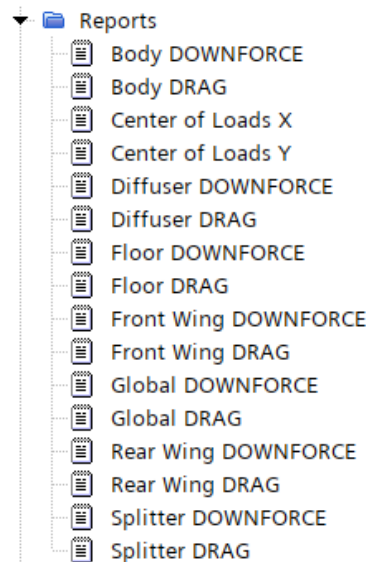 Reports
Body DOWNFORCE
Body DRAG
Center of Loads X
Center of Loads Y
Diffuser DOWNFORCE
Diffuser DRAG
Floor DOWNFORCE
Floor DRAG
Front Wing DOWNFORCE
Front Wing DRAG
Global DOWNFORCE
Global DRAG
Rear Wing DOWNFORCE
Rear Wing DRAG
Splitter DOWNFORCE
Splitter DRAG